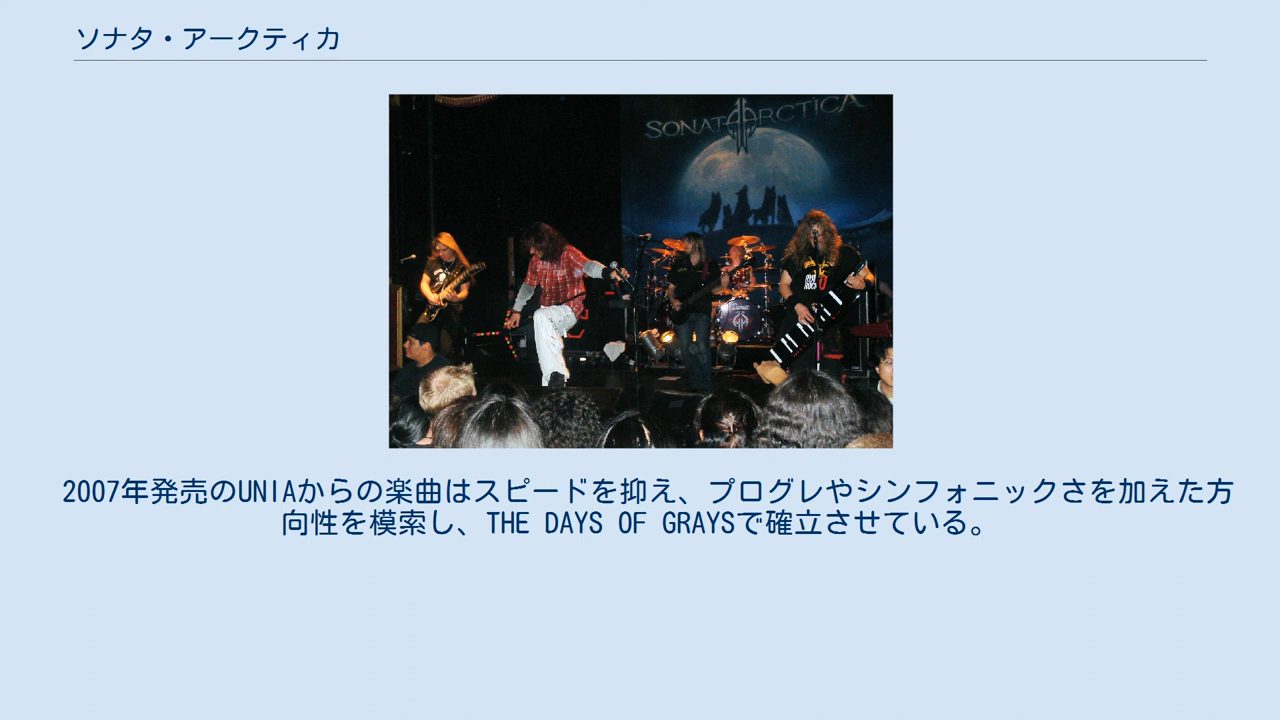 ソナタ・アークティカ
SONATA ARCTICA
2007年発売のUNIAからの楽曲はスピードを抑え、プログレやシンフォニックさを加えた方
向性を模索し、THE DAYS OF GRAYSで確立させている。